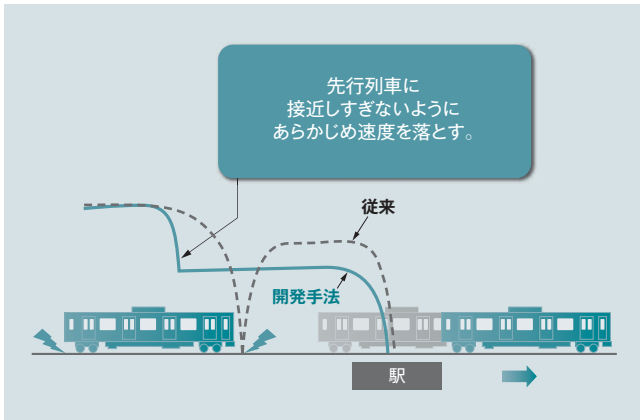 先行列車に
接近しすぎないように
あらかじめ速度を落とす。
従来
開発手法
駅